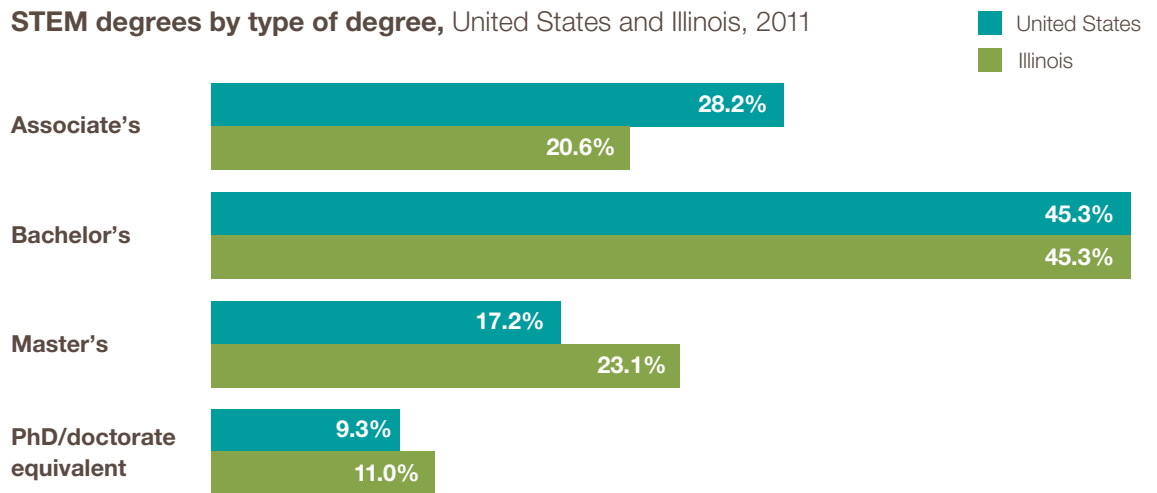 STEM degrees by type of degree, United States and Illinois, 2011
United States
Illinois
Associate’s
28.2%
20.6%
Bachelor’s
45.3%
45.3%
Master’s
17.2%
23.1%
PhD/doctorate
equivalent
9.3%
11.0%